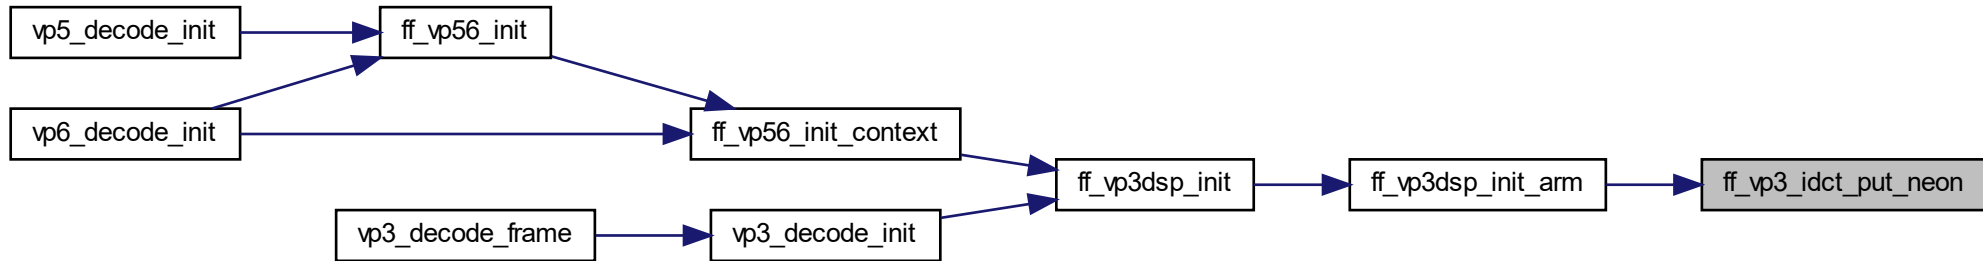 vp5_decode_init
ff_vp56_init
vp6_decode_init
ff_vp56_init_context
ff_vp3dsp_init
ff_vp3dsp_init_arm
ff_vp3_idct_put_neon
vp3_decode_frame
vp3_decode_init